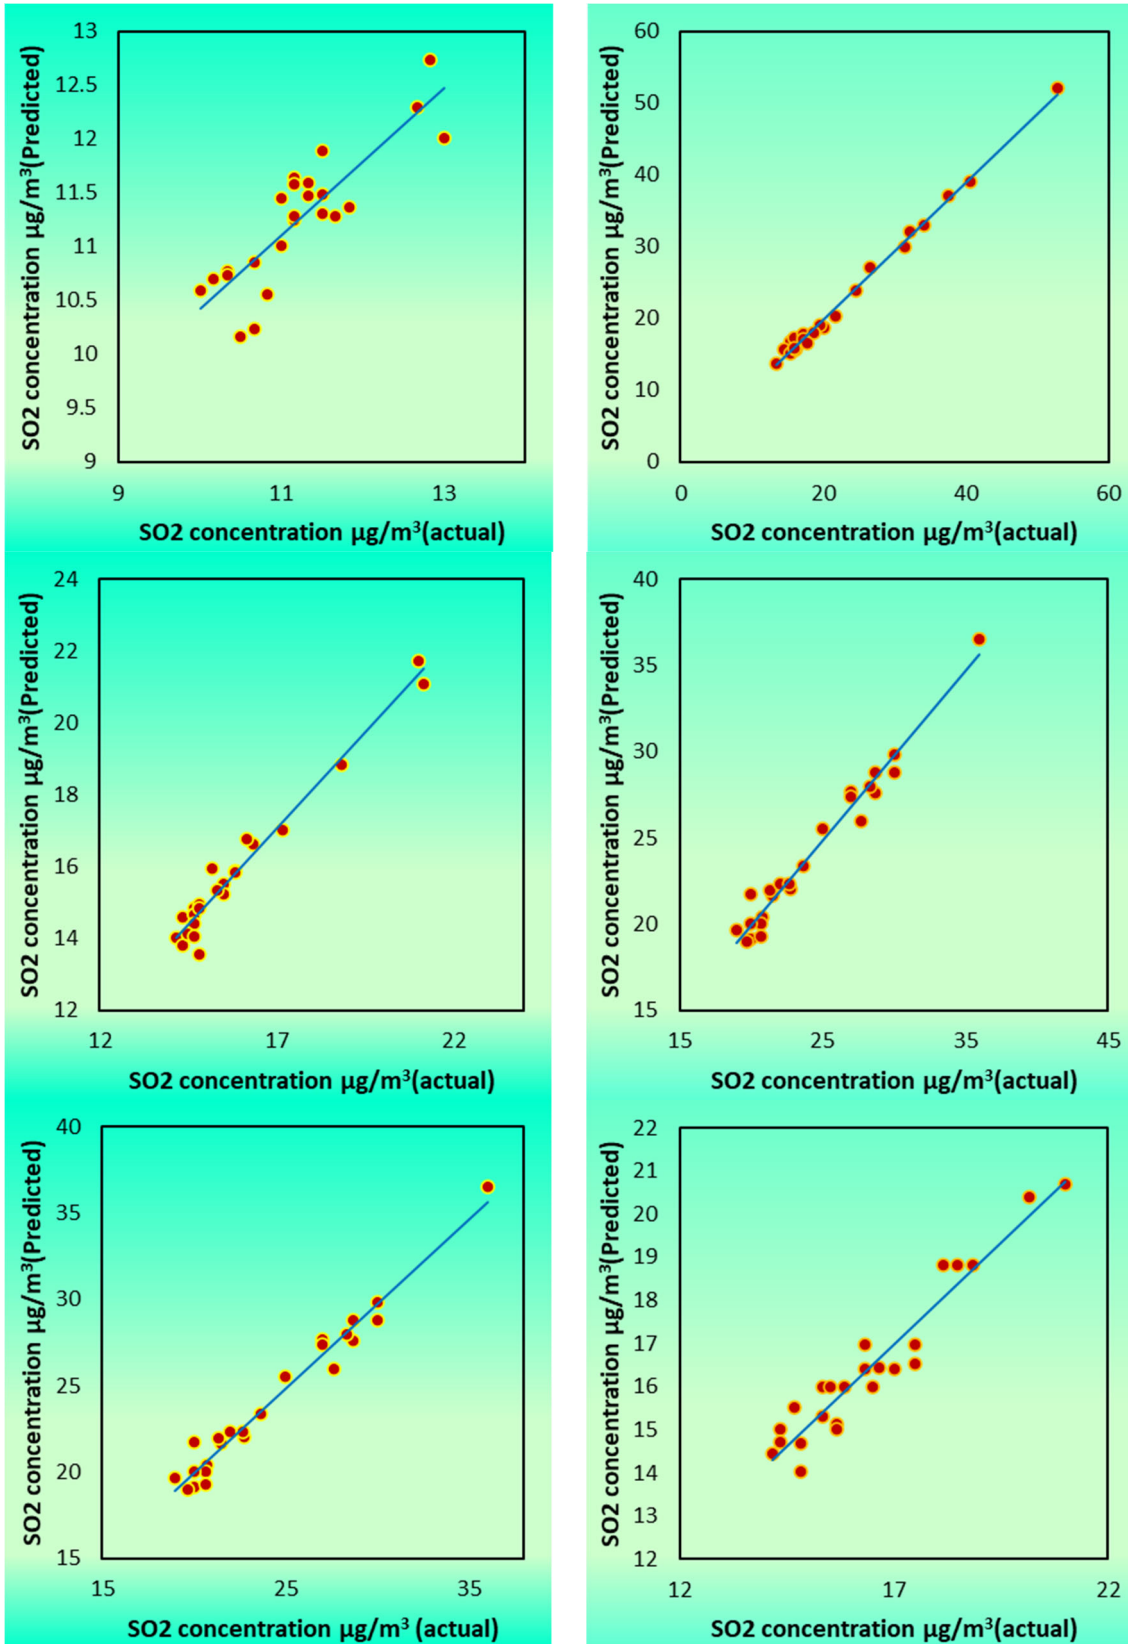 13
12.5
12
11.5
11
10.5
10
9.5
9
9 11 13
SO2 concentration µg/m³(Predicted)
SO2 concentration µg/m³(actual)
60
50
40
30
20
10
0
0 20 40 60
SO2 concentration µg/m³(Predicted)
SO2 concentration µg/m³(actual)
24
22
20
18
16
14
12
12 17 22
SO2 concentration µg/m³(Predicted)
SO2 concentration µg/m³(actual)
40
35
30
25
20
15
15 25 35 45
SO2 concentration µg/m³(Predicted)
SO2 concentration µg/m³(actual)
40
35
30
25
20
15
15 25 35
SO2 concentration µg/m³(Predicted)
SO2 concentration µg/m³ (actual)
22
21
20
19
18
17
16
15
14
13
12
12 17 22
SO2 concentration µg/m³(Predicted)
SO2 concentration µg/m³(actual)